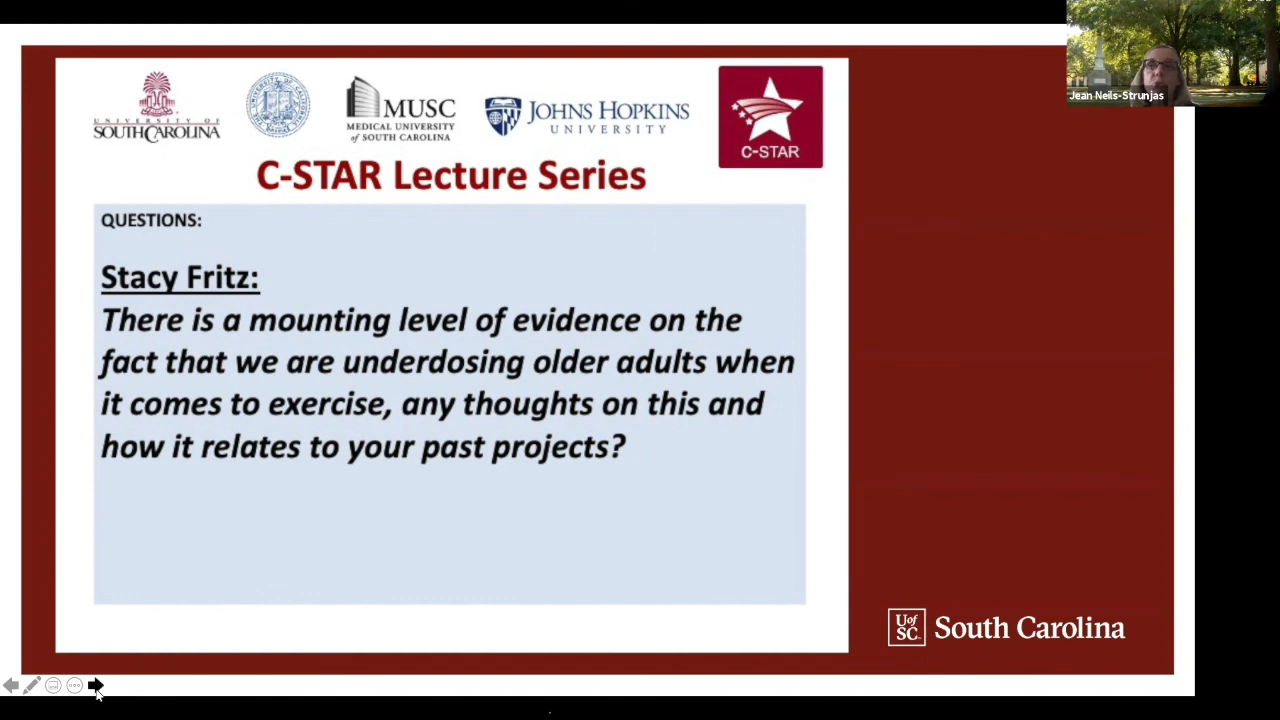 UNIVERSITY OF
SOUTH CAROLINA
MUSC
MEDICAL UNIVERSITY
of SOUTH CAROLINA
JOHNS HOPKINS
UNIVERSITY
C-STAR
Jean Neils-Strunjas
C-STAR Lecture Series
QUESTIONS:
Stacy Fritz:
There is a mounting level of evidence on the
fact that we are underdosing older adults when
it comes to exercise, any thoughts on this and
how it relates to your past projects?
UofSC
South Carolina